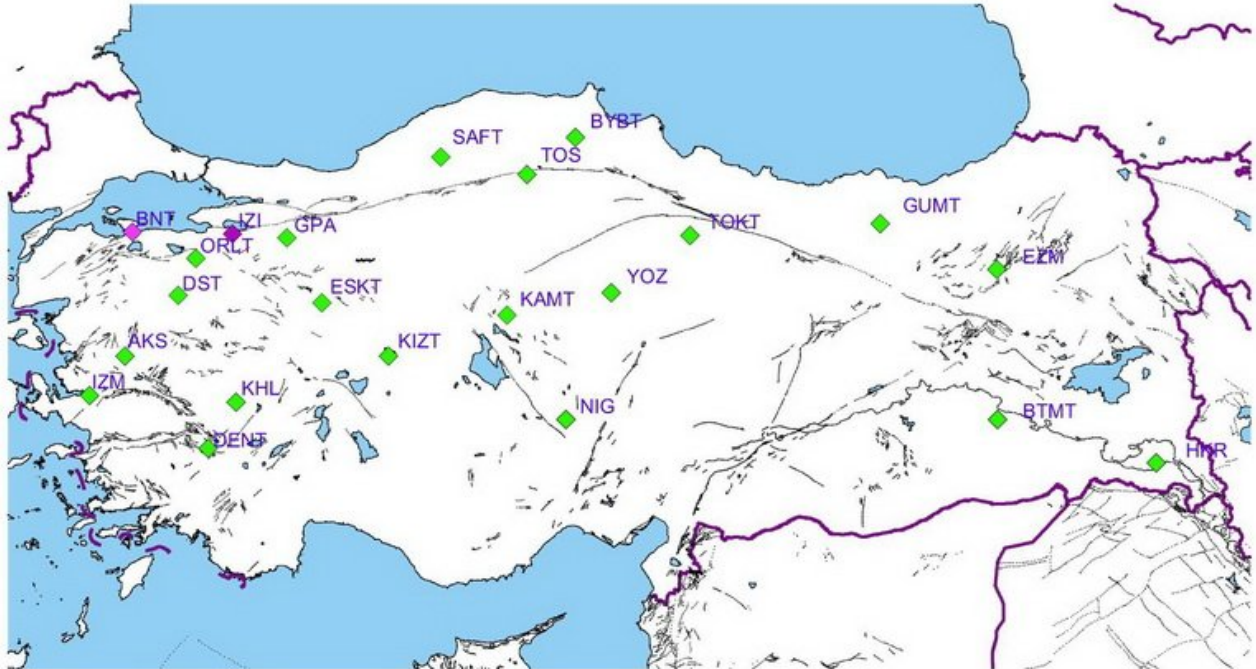 BYBT
SAFT
TOS
GUMT
BNT
IZI
GPA
TOKT
ORLT
EZM
DST
ESKT
YOZ
KAMT
AKS
KIZT
IZM
KHL
NIG
BTMT
DENT
HKR